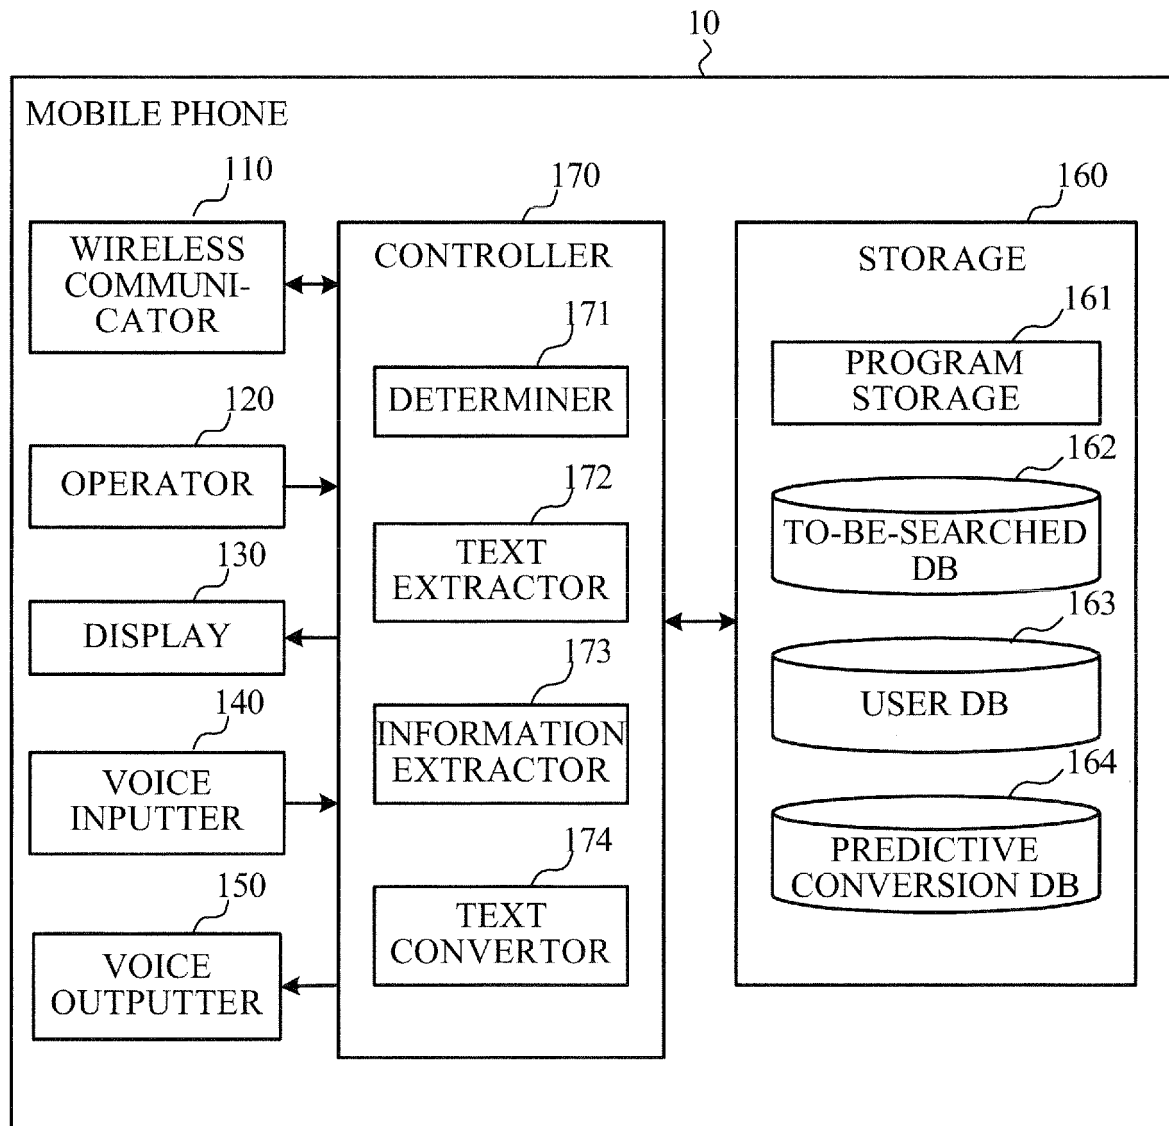 10
MOBILE PHONE
110
WIRELESS
COMMUNI-
CATOR
120
OPERATOR
130
DISPLAY
140
VOICE
INPUTTER
150
VOICE
OUTPUTTER
170
CONTROLLER
171
DETERMINER
172
TEXT
EXTRACTOR
173
INFORMATION
EXTRACTOR
174
TEXT
CONVERTOR
160
STORAGE
161
PROGRAM
STORAGE
162
TO-BE-SEARCHED
DB
163
USER DB
164
PREDICTIVE
CONVERSION DB